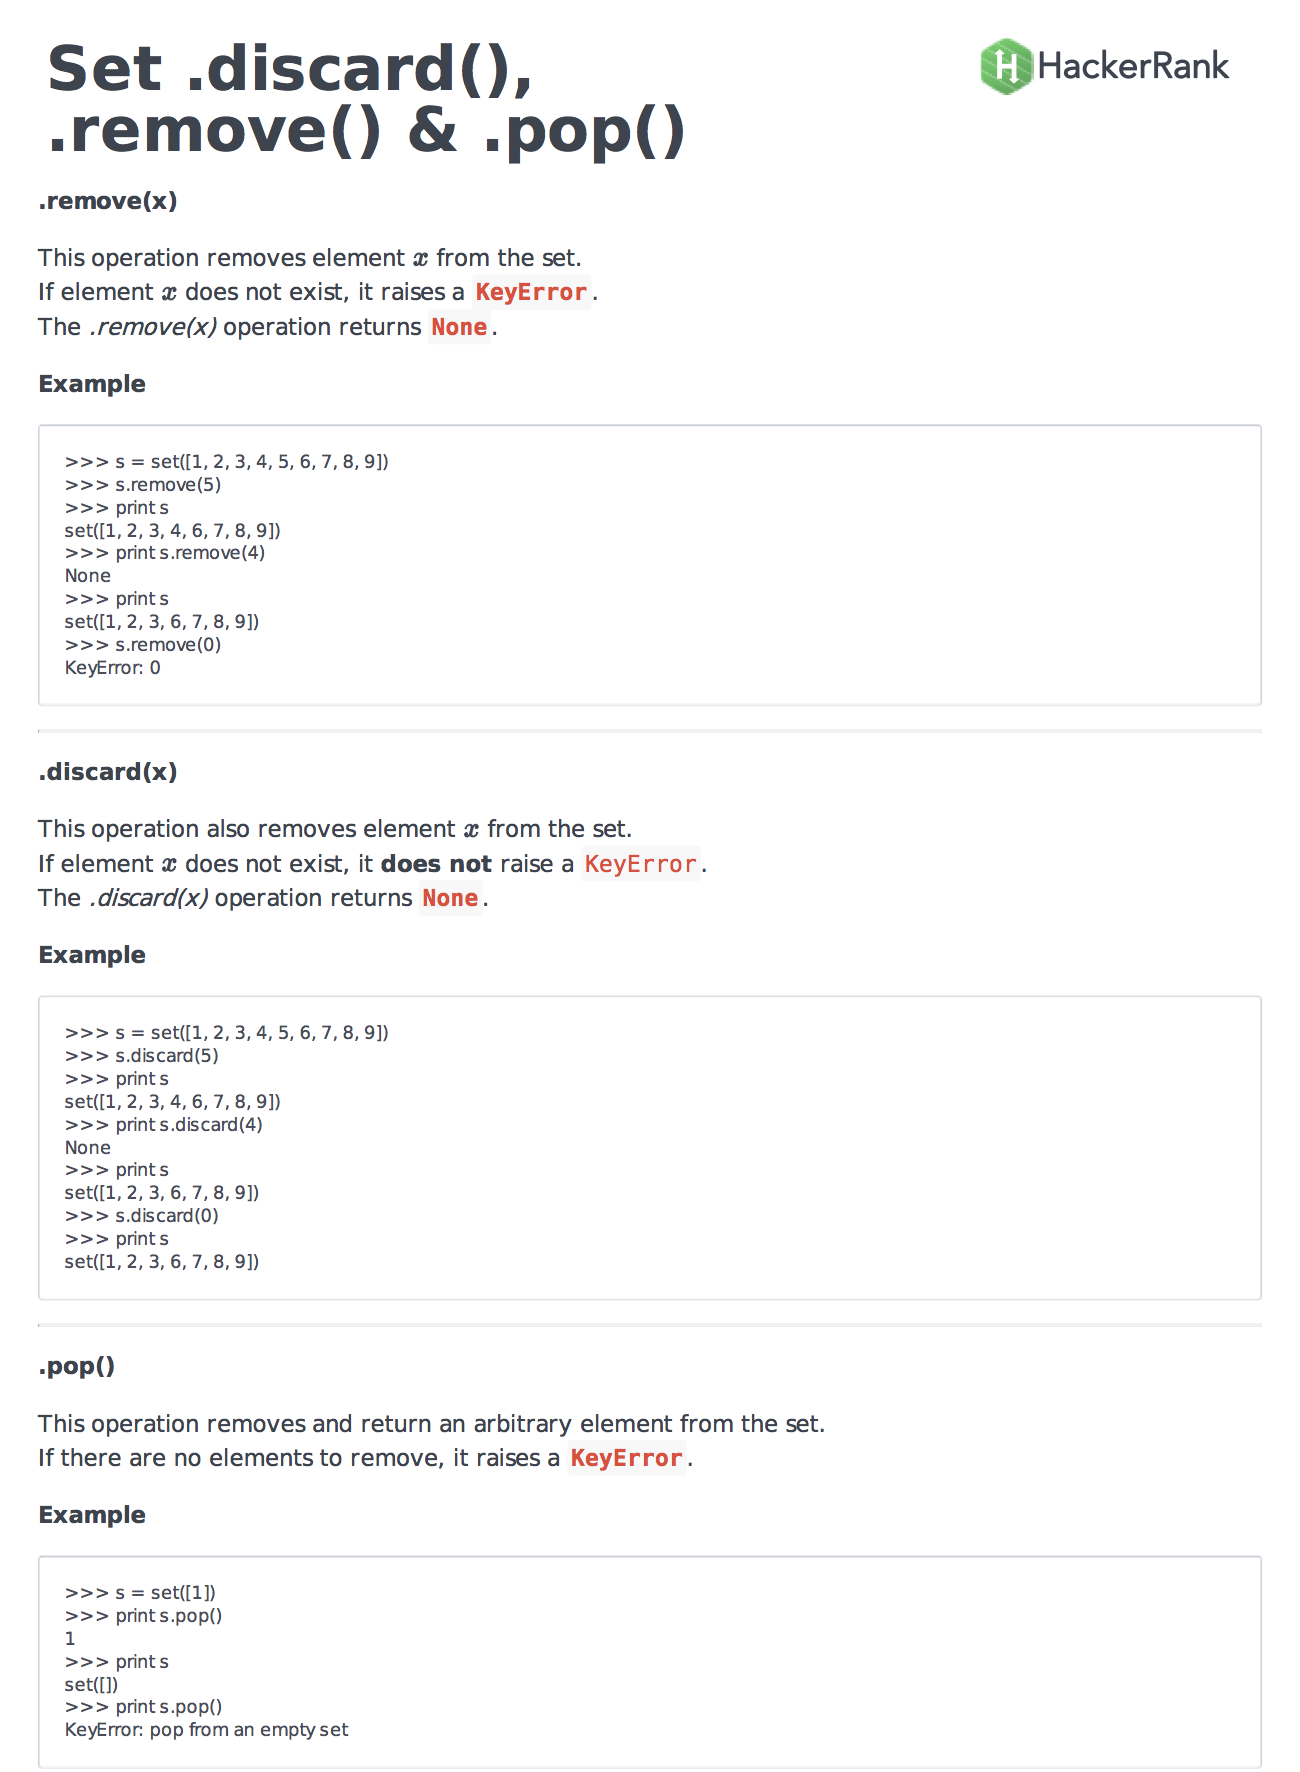 Set .discard(),
.remove() & .pop()
HackerRank
.remove(x)
This operation removes element x from the set.
If element x does not exist, it raises a KeyError.
The .remove(x) operation returns None.
Example
>>> s = set([1, 2, 3, 4, 5, 6, 7, 8, 9])
>>> s.remove(5)
>>> print s
set([1, 2, 3, 4, 6, 7, 8, 9])
>>> print s.remove(4)
None
>>> print s
set([1, 2, 3, 6, 7, 8, 9])
>>> s.remove(0)
KeyError: 0
.discard(x)
This operation also removes element x from the set.
If element x does not exist, it does not raise a KeyError.
The .discard(x) operation returns None.
Example
>>> s = set([1, 2, 3, 4, 5, 6, 7, 8, 9])
>>> s.discard(5)
>>> print s
set([1, 2, 3, 4, 6, 7, 8, 9])
>>> print s.discard(4)
None
>>> print s
set([1, 2, 3, 6, 7, 8, 9])
>>> s.discard(0)
>>> print s
set([1, 2, 3, 6, 7, 8, 9])
.pop()
This operation removes and return an arbitrary element from the set.
If there are no elements to remove, it raises a KeyError.
Example
>>> s = set([1])
>>> print s.pop()
1
>>> print s
set([])
>>> print s.pop()
KeyError: pop from an empty set